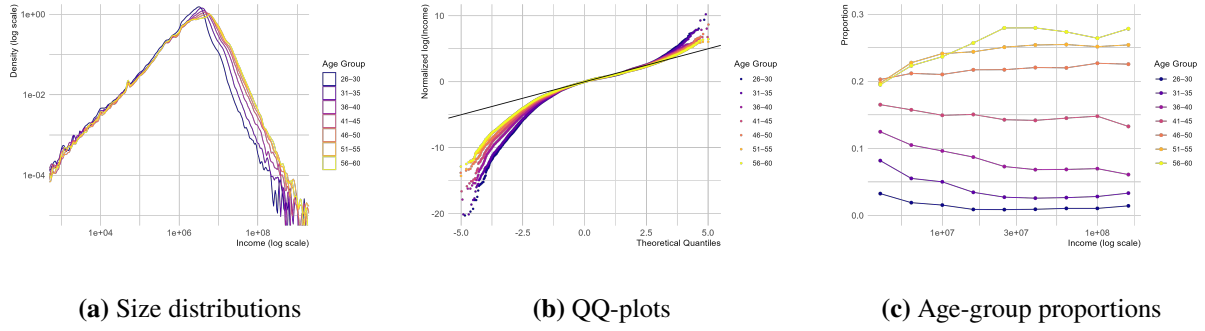 Density (log scale)
1e+00
1e-02
1e-04
1e+04
1e+06
1e+08
Income (log scale)
Age Group
26–30
31–35
36–40
41–45
46–50
51–55
56–60
Normalized log(Income)
10
0
-10
-20
-5.0
-2.5
0.0
2.5
5.0
Theoretical Quantiles
Age Group
26–30
31–35
36–40
41–45
46–50
51–55
56–60
Proportion
0.3
0.2
0.1
0.0
1e+07
3e+07
1e+08
Income (log scale)
Age Group
26–30
31–35
36–40
41–45
46–50
51–55
56–60
(a) Size distributions
(b) QQ-plots
(c) Age-group proportions